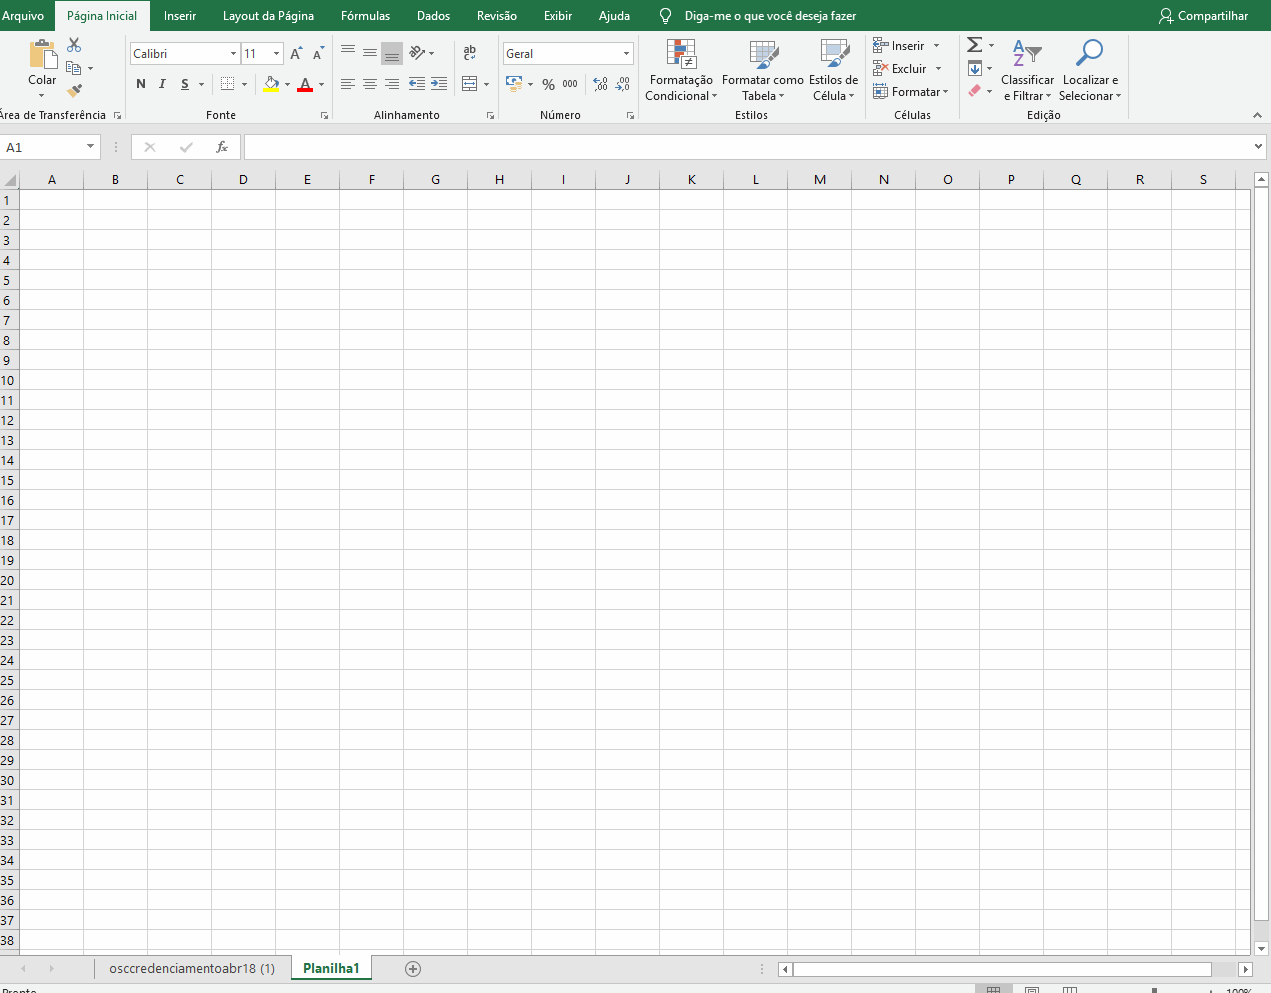 Arquivo Página Inicial Inserir Layout da Página Fórmulas Dados Revisão Exibir Ajuda Diga-me o que você deseja fazer Compartilhar
Colar
Calibri 11
N I S
A A
ab
Geral
% 000
Formatação
Condicional
Formatar como
Tabela
Estilos de
Célula
Inserir
Excluir
Formatar
Classificar
e Filtrar
Localizar e
Selecionar
Área de Transferência Fonte Alinhamento Número Estilos Células Edição
A1 fx
A B C D E F G H I J K L M N O P Q R S
1
2
3
4
5
6
7
8
9
10
11
12
13
14
15
16
17
18
19
20
21
22
23
24
25
26
27
28
29
30
31
32
33
34
35
36
37
38
osccredenciamentoabr18 (1) Planilha1
Pronto 100%